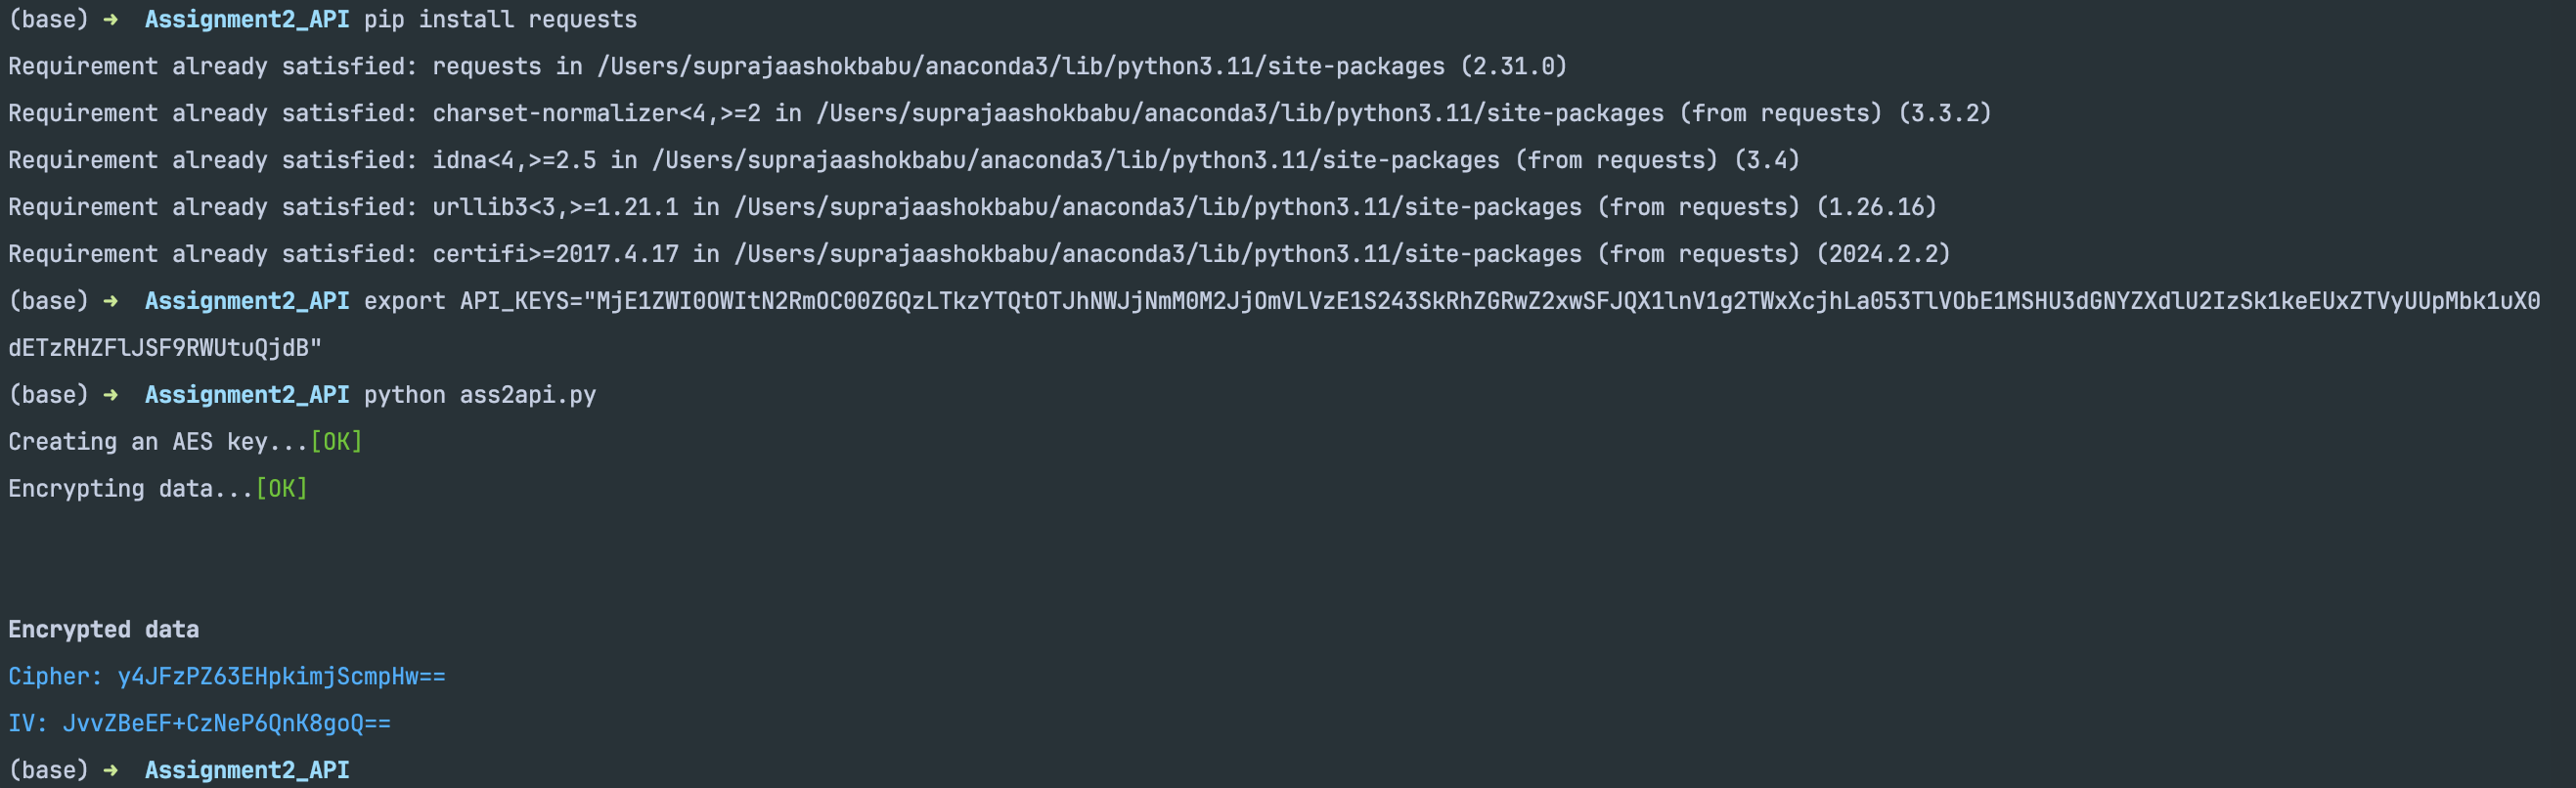 (base) → Assignment2_API pip install requests
Requirement already satisfied: requests in /Users/suprajaashokbabu/anaconda3/lib/python3.11/site-packages (2.31.0)
Requirement already satisfied: charset-normalizer<4,>=2 in /Users/suprajaashokbabu/anaconda3/lib/python3.11/site-packages (from requests) (3.3.2)
Requirement already satisfied: idna<4,>=2.5 in /Users/suprajaashokbabu/anaconda3/lib/python3.11/site-packages (from requests) (3.4)
Requirement already satisfied: urllib3<3,>=1.21.1 in /Users/suprajaashokbabu/anaconda3/lib/python3.11/site-packages (from requests) (1.26.16)
Requirement already satisfied: certifi>=2017.4.17 in /Users/suprajaashokbabu/anaconda3/lib/python3.11/site-packages (from requests) (2024.2.2)
(base) → Assignment2_API export API_KEYS="MjE1ZWI0OWItN2RmOC00ZGQzLTkzYTQtOTJhNWJjNmM0M2JjOmVLVzE1S243SkRhZGRwZ2xwSFJQX1lnV1g2TWxXcjhLa053TlVObE1MSHU3dGNYZXdlU2IzSk1keEUxZTVyUUpMbk1uX0
dETzRHZFlJSF9RWUtuQjdB"
(base) → Assignment2_API python ass2api.py
Creating an AES key...[OK]
Encrypting data...[OK]
Encrypted data
Cipher: y4JFzPZ63EHpkimjScmpHw==
IV: JvvZBeEF+CzNeP6QnK8goQ==
(base) → Assignment2_API